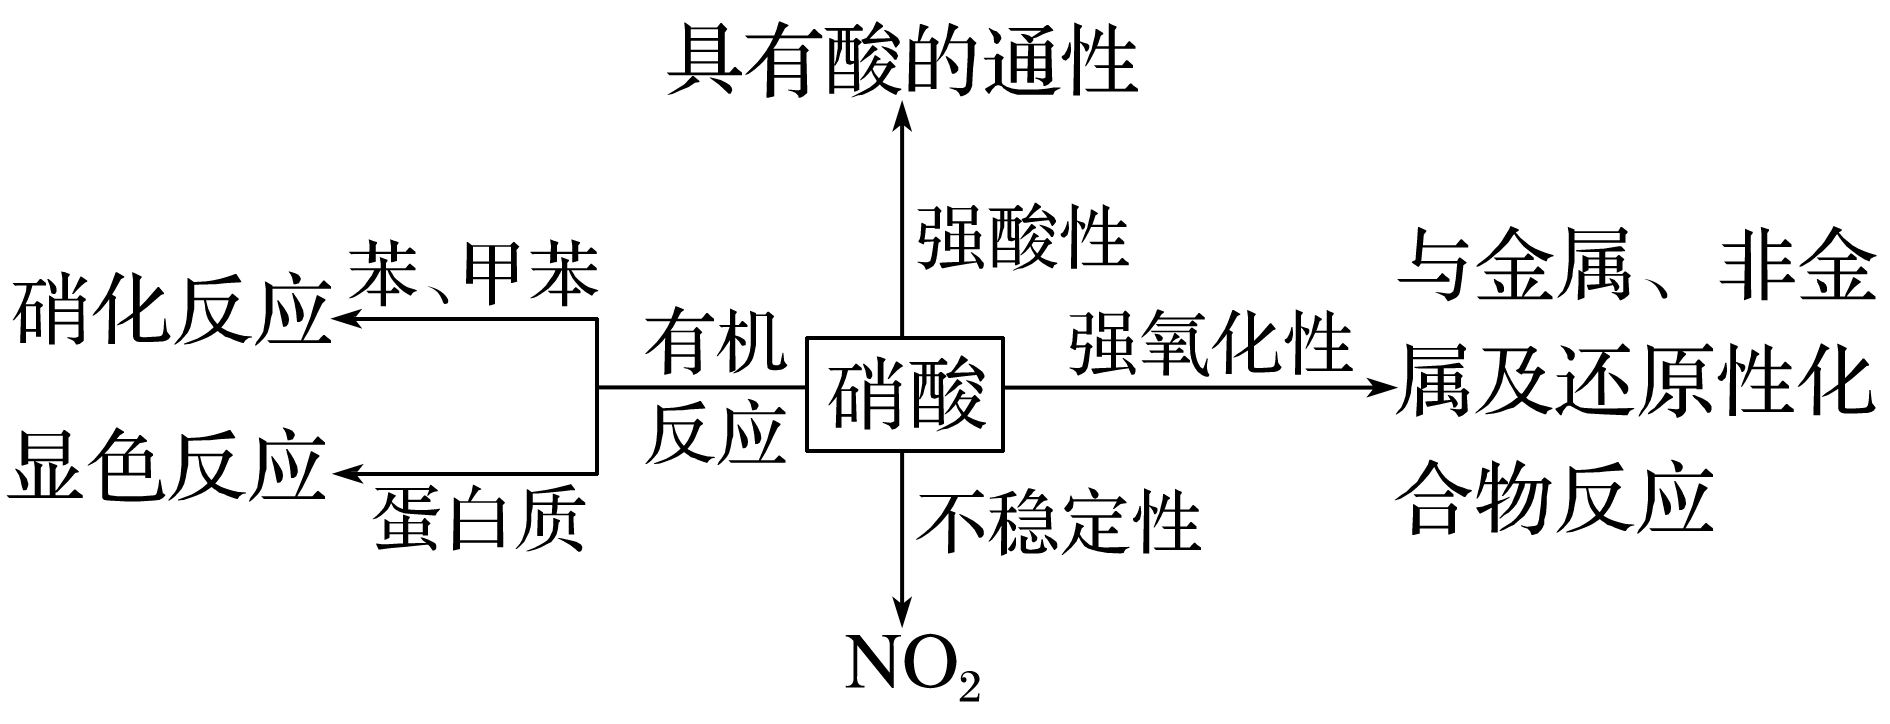 具有酸的通性
强酸性
苯、甲苯
硝化反应
有机
反应
显色反应
蛋白质
硝酸
强氧化性
与金属、非金
属及还原性化
合物反应
不稳定性
NO₂